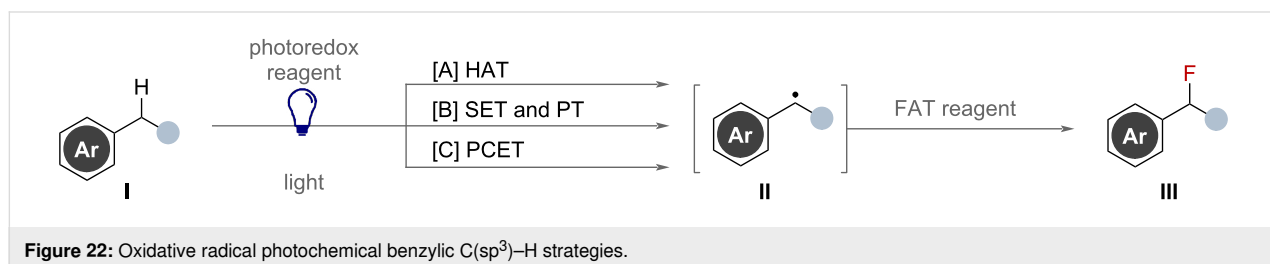 photoredox
reagent
light
[A] HAT
[B] SET and PT
[C] PCET
H
Ar
I
Ar
II
FAT reagent
F
Ar
III
Figure 22: Oxidative radical photochemical benzylic C(sp³)–H strategies.